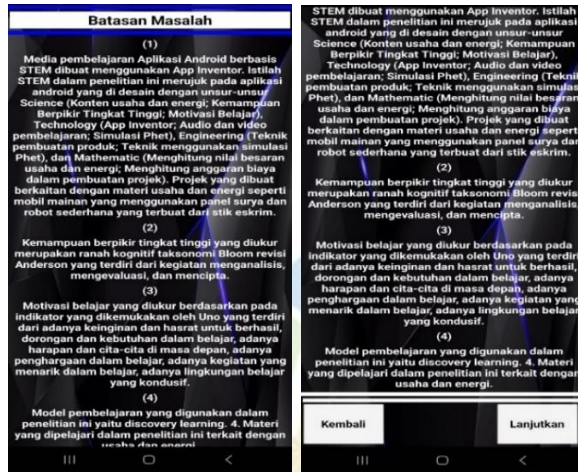 Batasan Masalah
(1)
Media pembelajaran Aplikasi Android berbasis
STEM dibuat menggunakan App Inventor. Istilah
STEM dalam penelitian ini merujuk pada aplikasi
android yang di desain dengan unsur-unsur
Science (Konten usaha dan energi; Kemampuan
Berpikir Tingkat Tinggi; Motivasi Belajar),
Technology (App Inventor; Audio dan video
pembelajaran; Simulasi Phet), Engineering (Teknik
pembuatan produk; Teknik menggunakan simulasi
Phet), dan Mathematic (Menghitung nilai besaran
usaha dan energi; Menghitung anggaran biaya
dalam pembuatan projek). Projek yang dibuat
berkaitan dengan materi usaha dan energi seperti
mobil mainan yang menggunakan panel surya dan
robot sederhana yang terbuat dari stik eskrim.
(2)
Kemampuan berpikir tingkat tinggi yang diukur
merupakan ranah kognitif taksonomi Bloom revisi
Anderson yang terdiri dari kegiatan menganalisis,
mengevaluasi, dan mencipta.
(3)
Motivasi belajar yang diukur berdasarkan pada
indikator yang dikemukakan oleh Uno yang terdiri
dari adanya keinginan dan hasrat untuk berhasil,
dorongan dan kebutuhan dalam belajar, adanya
harapan dan cita-cita di masa depan, adanya
penghargaan dalam belajar, adanya kegiatan yang
menarik dalam belajar, adanya lingkungan belajar
yang kondusif.
(4)
Model pembelajaran yang digunakan dalam
penelitian ini yaitu discovery learning. 4. Materi
yang dipelajari dalam penelitian ini terkait dengan
usaha dan energi.
STEM dibuat menggunakan App Inventor. Istilah
STEM dalam penelitian ini merujuk pada aplikasi
android yang di desain dengan unsur-unsur
Science (Konten usaha dan energi; Kemampuan
Berpikir Tingkat Tinggi; Motivasi Belajar),
Technology (App Inventor; Audio dan video
pembelajaran; Simulasi Phet), Engineering (Teknik
pembuatan produk; Teknik menggunakan simulasi
Phet), dan Mathematic (Menghitung nilai besaran
usaha dan energi; Menghitung anggaran biaya
dalam pembuatan projek). Projek yang dibuat
berkaitan dengan materi usaha dan energi seperti
mobil mainan yang menggunakan panel surya dan
robot sederhana yang terbuat dari stik eskrim.
(2)
Kemampuan berpikir tingkat tinggi yang diukur
merupakan ranah kognitif taksonomi Bloom revisi
Anderson yang terdiri dari kegiatan menganalisis,
mengevaluasi, dan mencipta.
(3)
Motivasi belajar yang diukur berdasarkan pada
indikator yang dikemukakan oleh Uno yang terdiri
dari adanya keinginan dan hasrat untuk berhasil,
dorongan dan kebutuhan dalam belajar, adanya
harapan dan cita-cita di masa depan, adanya
penghargaan dalam belajar, adanya kegiatan yang
menarik dalam belajar, adanya lingkungan belajar
yang kondusif.
(4)
Model pembelajaran yang digunakan dalam
penelitian ini yaitu discovery learning. 4. Materi
yang dipelajari dalam penelitian ini terkait dengan
usaha dan energi.
Kembali
Lanjutkan